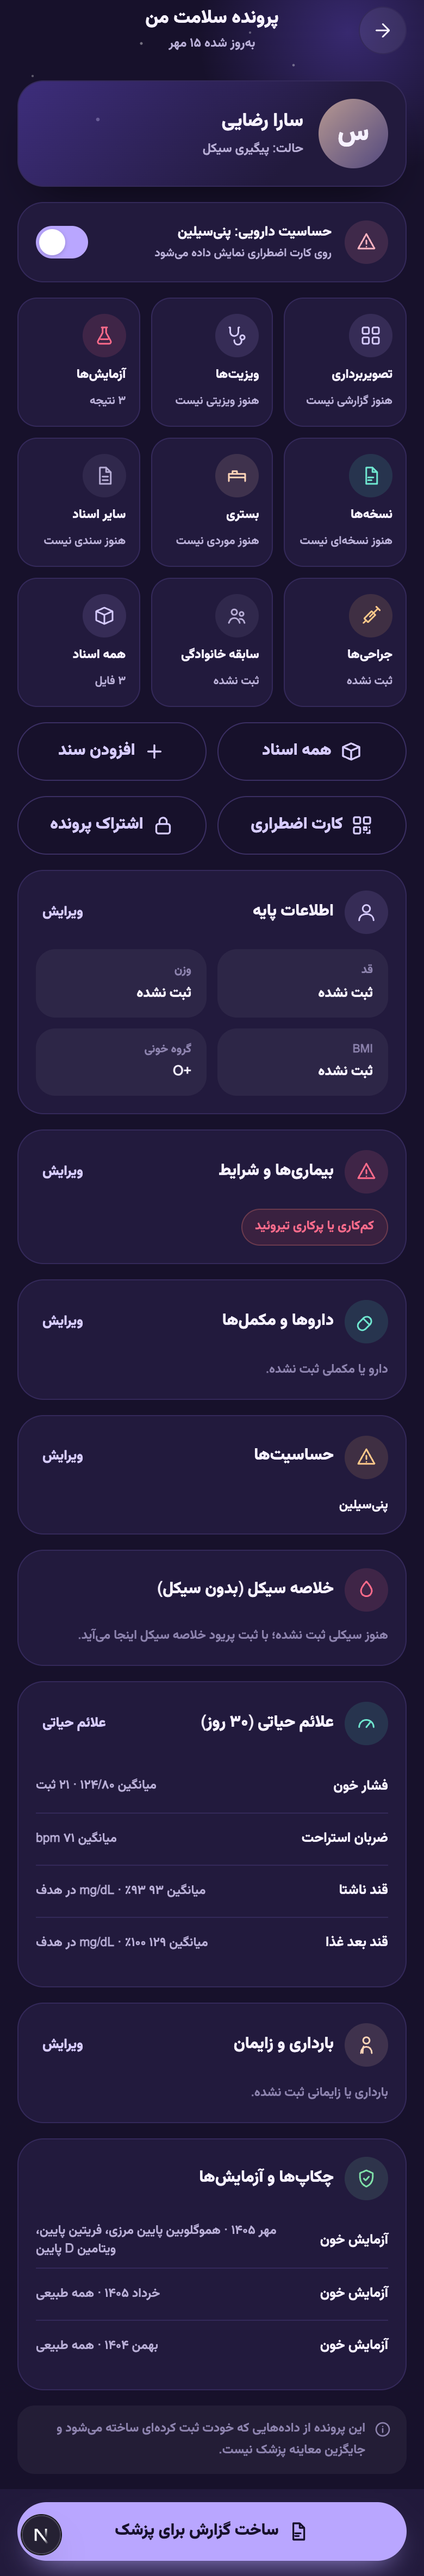 پرونده سلامت من
به‌روز شده ۱۵ مهر
س
سارا رضایی
حالت: پیگیری سیکل
حساسیت دارویی: پنی‌سیلین
روی کارت اضطراری نمایش داده می‌شود
تصویربرداری
هنوز گزارشی نیست
ویزیت‌ها
هنوز ویزیتی نیست
آزمایش‌ها
۳ نتیجه
نسخه‌ها
هنوز نسخه‌ای نیست
بستری
هنوز موردی نیست
سایر اسناد
هنوز سندی نیست
جراحی‌ها
ثبت نشده
سابقه خانوادگی
ثبت نشده
همه اسناد
۳ فایل
همه اسناد
افزودن سند
کارت اضطراری
اشتراک پرونده
اطلاعات پایه
ویرایش
قد
ثبت نشده
وزن
ثبت نشده
BMI
ثبت نشده
گروه خونی
O+
بیماری‌ها و شرایط
ویرایش
کم‌کاری یا پرکاری تیروئید
داروها و مکمل‌ها
ویرایش
دارو یا مکملی ثبت نشده.
حساسیت‌ها
ویرایش
پنی‌سیلین
خلاصه سیکل (بدون سیکل)
هنوز سیکلی ثبت نشده؛ با ثبت پریود خلاصه سیکل اینجا می‌آید.
علائم حیاتی (۳۰ روز)
علائم حیاتی
فشار خون
میانگین ۱۲۴/۸۰ · ۲۱ ثبت
ضربان استراحت
میانگین ۷۱ bpm
قند ناشتا
میانگین ۹۳ mg/dL · ۹۳٪ در هدف
قند بعد غذا
میانگین ۱۲۹ mg/dL · ۱۰۰٪ در هدف
بارداری و زایمان
ویرایش
بارداری یا زایمانی ثبت نشده.
چکاپ‌ها و آزمایش‌ها
آزمایش خون
مهر ۱۴۰۵ · هموگلوبین پایین مرزی، فریتین پایین،
ویتامین D پایین
آزمایش خون
خرداد ۱۴۰۵ · همه طبیعی
آزمایش خون
بهمن ۱۴۰۴ · همه طبیعی
این پرونده از داده‌هایی که خودت ثبت کرده‌ای ساخته می‌شود و
جایگزین معاینه پزشک نیست.
ساخت گزارش برای پزشک
N